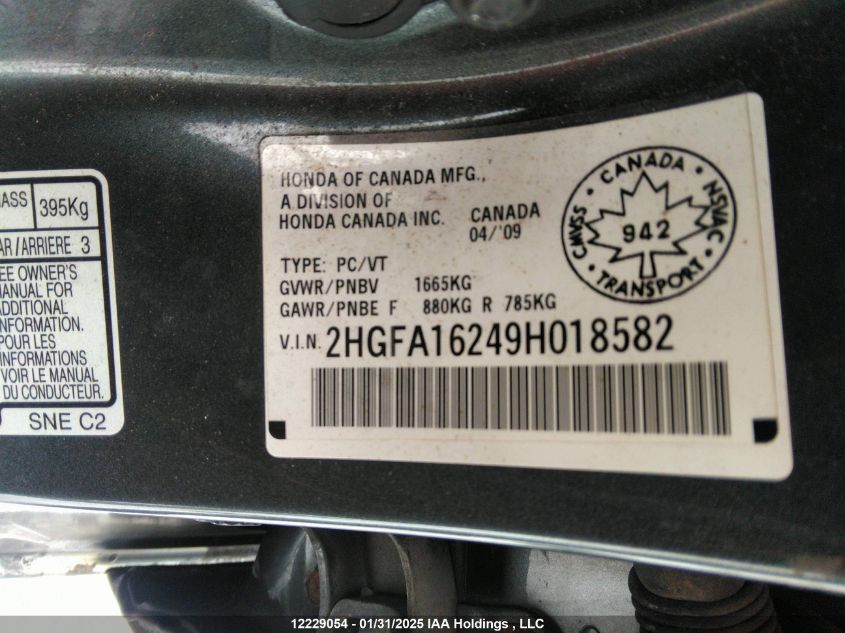 ASS 395Kg
AR/ARRIERE 3
EE OWNER'S
MANUAL FOR
ADDITIONAL
INFORMATION.
POUR LES
INFORMATIONS
VOIR LE MANUAL
DU CONDUCTEUR.
SNE C2
HONDA OF CANADA MFG.,
A DIVISION OF
HONDA CANADA INC. CANADA
04/'09
TYPE: PC/VT
GVWR/PNBV 1665KG
GAWR/PNBE F 880KG R 785KG
V.I.N. 2HGFA16249H018582
CANADA
942
CMVSS • NSVAC
TRANSPORT
12229054 - 01/31/2025 IAA Holdings , LLC